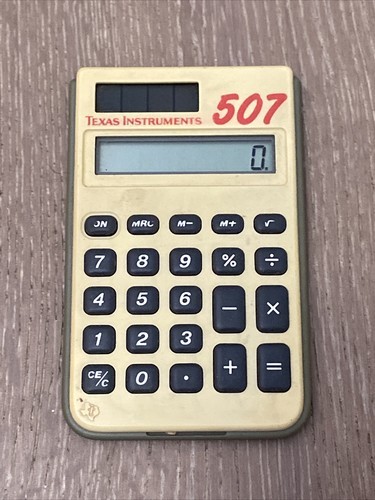 TEXAS INSTRUMENTS 507
0.
ON MRC M− M+ √
7 8 9 % ÷
4 5 6 − ×
1 2 3
CE/C 0 . + =